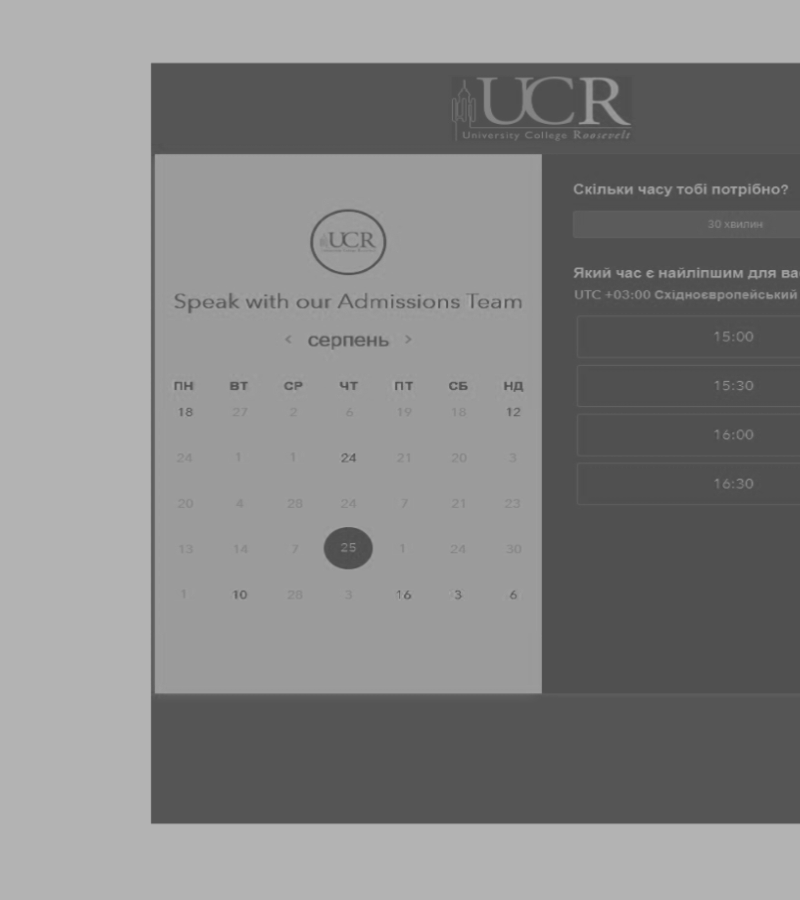 UCR
University College Roosevelt
UCR
Speak with our Admissions Team
< серпень >
ПН ВТ СР ЧТ ПТ СБ НД
18 27 2 6 19 18 12
24 1 1 24 21 20 3
20 4 28 24 7 21 23
13 14 7 25 1 24 30
1 10 28 3 16 3 6
Скільки часу тобі потрібно?
30 хвилин
Який час є найліпшим для ва
UTC +03:00 Східноєвропейський
15:00
15:30
16:00
16:30